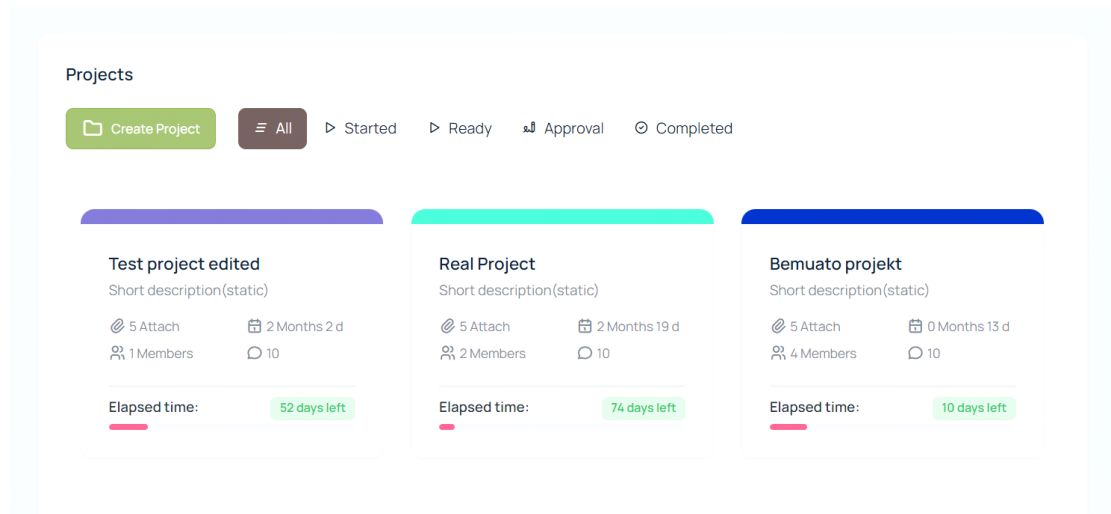 Projects
Create Project All Started Ready Approval Completed
Test project edited
Short description(static)
5 Attach 2 Months 2 d
1 Members 10
Elapsed time: 52 days left
Real Project
Short description(static)
5 Attach 2 Months 19 d
2 Members 10
Elapsed time: 74 days left
Bemuato projekt
Short description(static)
5 Attach 0 Months 13 d
4 Members 10
Elapsed time: 10 days left